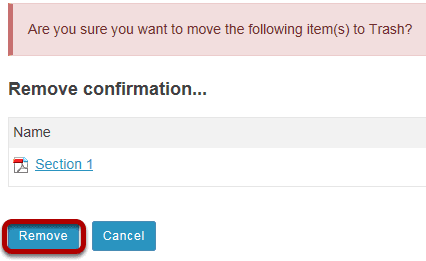 Are you sure you want to move the following item(s) to Trash?
Remove confirmation...
Name
Section 1
Remove Cancel